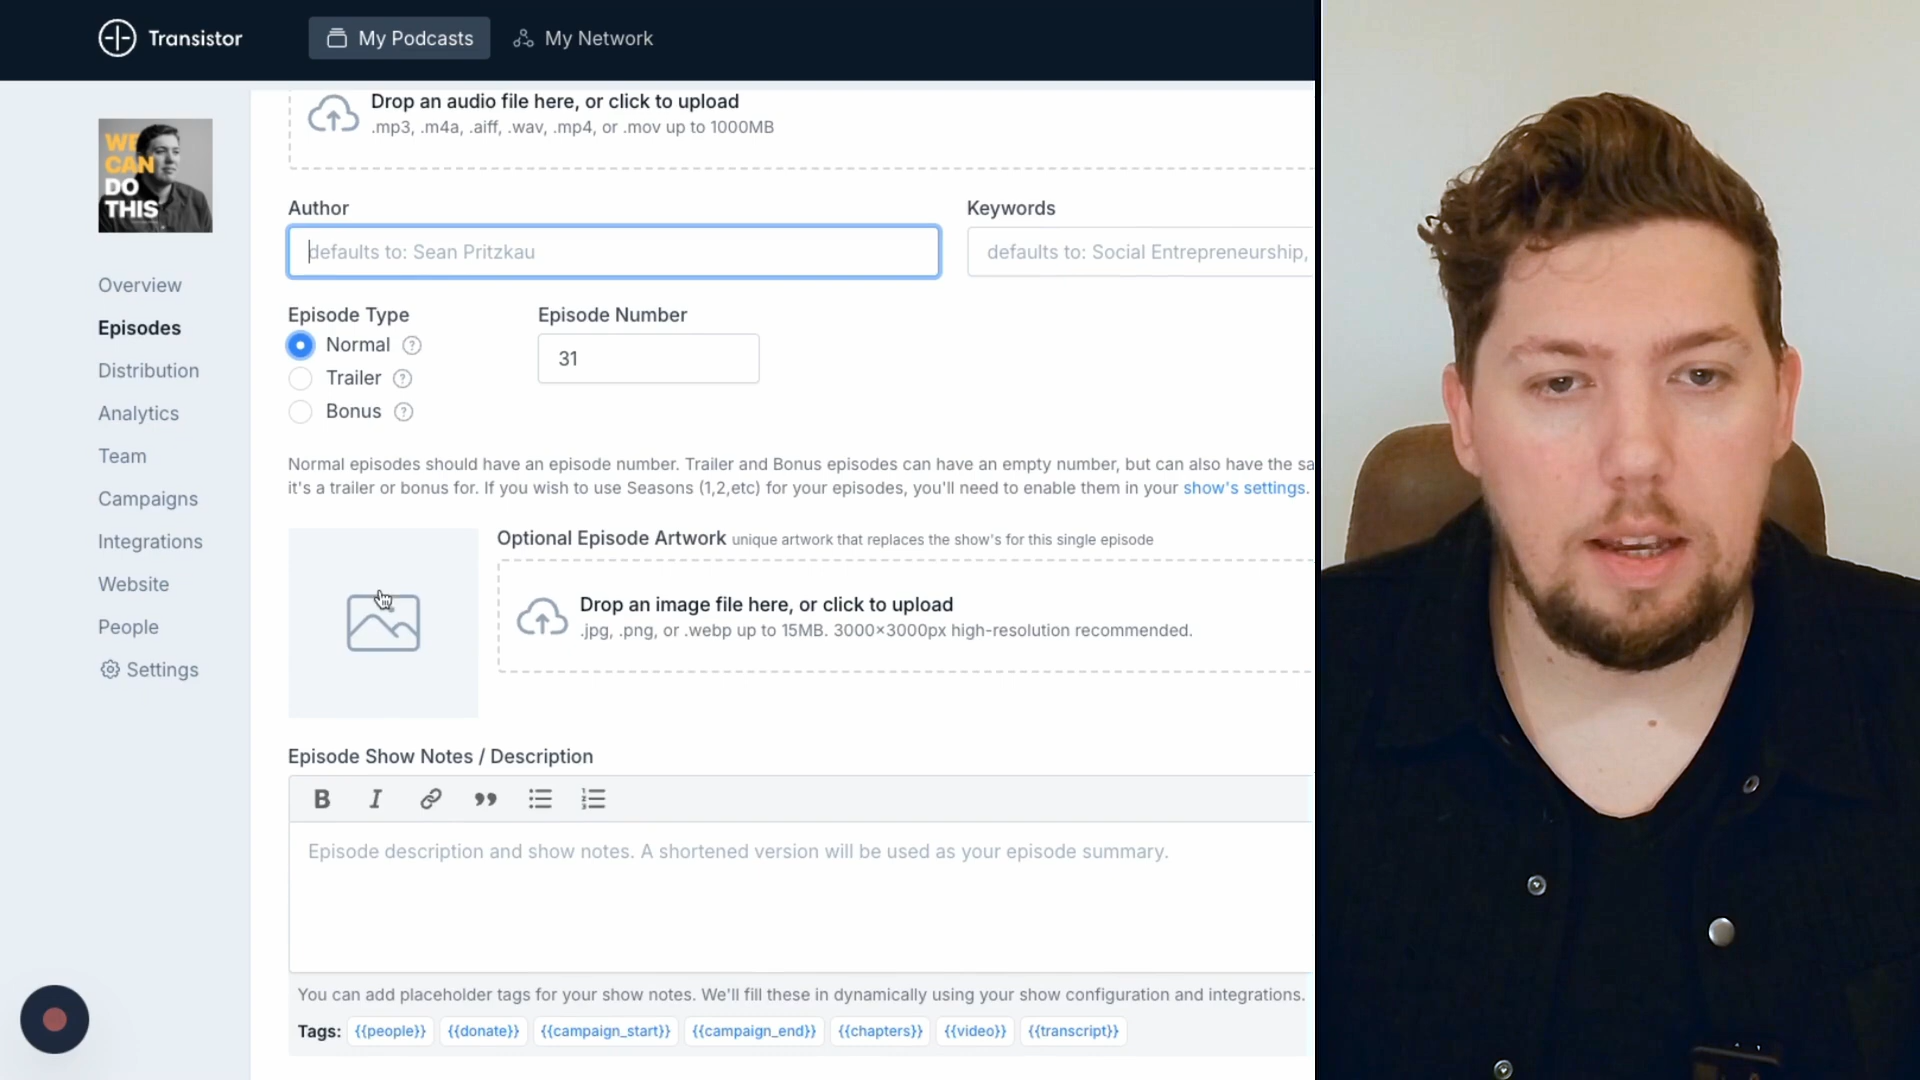 Transistor
My Podcasts
My Network
WE
CAN
DO
THIS
Overview
Episodes
Distribution
Analytics
Team
Campaigns
Integrations
Website
People
Settings
Drop an audio file here, or click to upload
.mp3, .m4a, .aiff, .wav, .mp4, or .mov up to 1000MB
Author
Keywords
defaults to: Sean Pritzkau
defaults to: Social Entrepreneurship,
Episode Type
Episode Number
Normal ?
31
Trailer ?
Bonus ?
Normal episodes should have an episode number. Trailer and Bonus episodes can have an empty number, but can also have the sa
it's a trailer or bonus for. If you wish to use Seasons (1,2,etc) for your episodes, you'll need to enable them in your show's settings.
Optional Episode Artwork unique artwork that replaces the show's for this single episode
Drop an image file here, or click to upload
.jpg, .png, or .webp up to 15MB. 3000×3000px high-resolution recommended.
Episode Show Notes / Description
B I
Episode description and show notes. A shortened version will be used as your episode summary.
You can add placeholder tags for your show notes. We'll fill these in dynamically using your show configuration and integrations.
Tags: {{people}} {{donate}} {{campaign_start}} {{campaign_end}} {{chapters}} {{video}} {{transcript}}